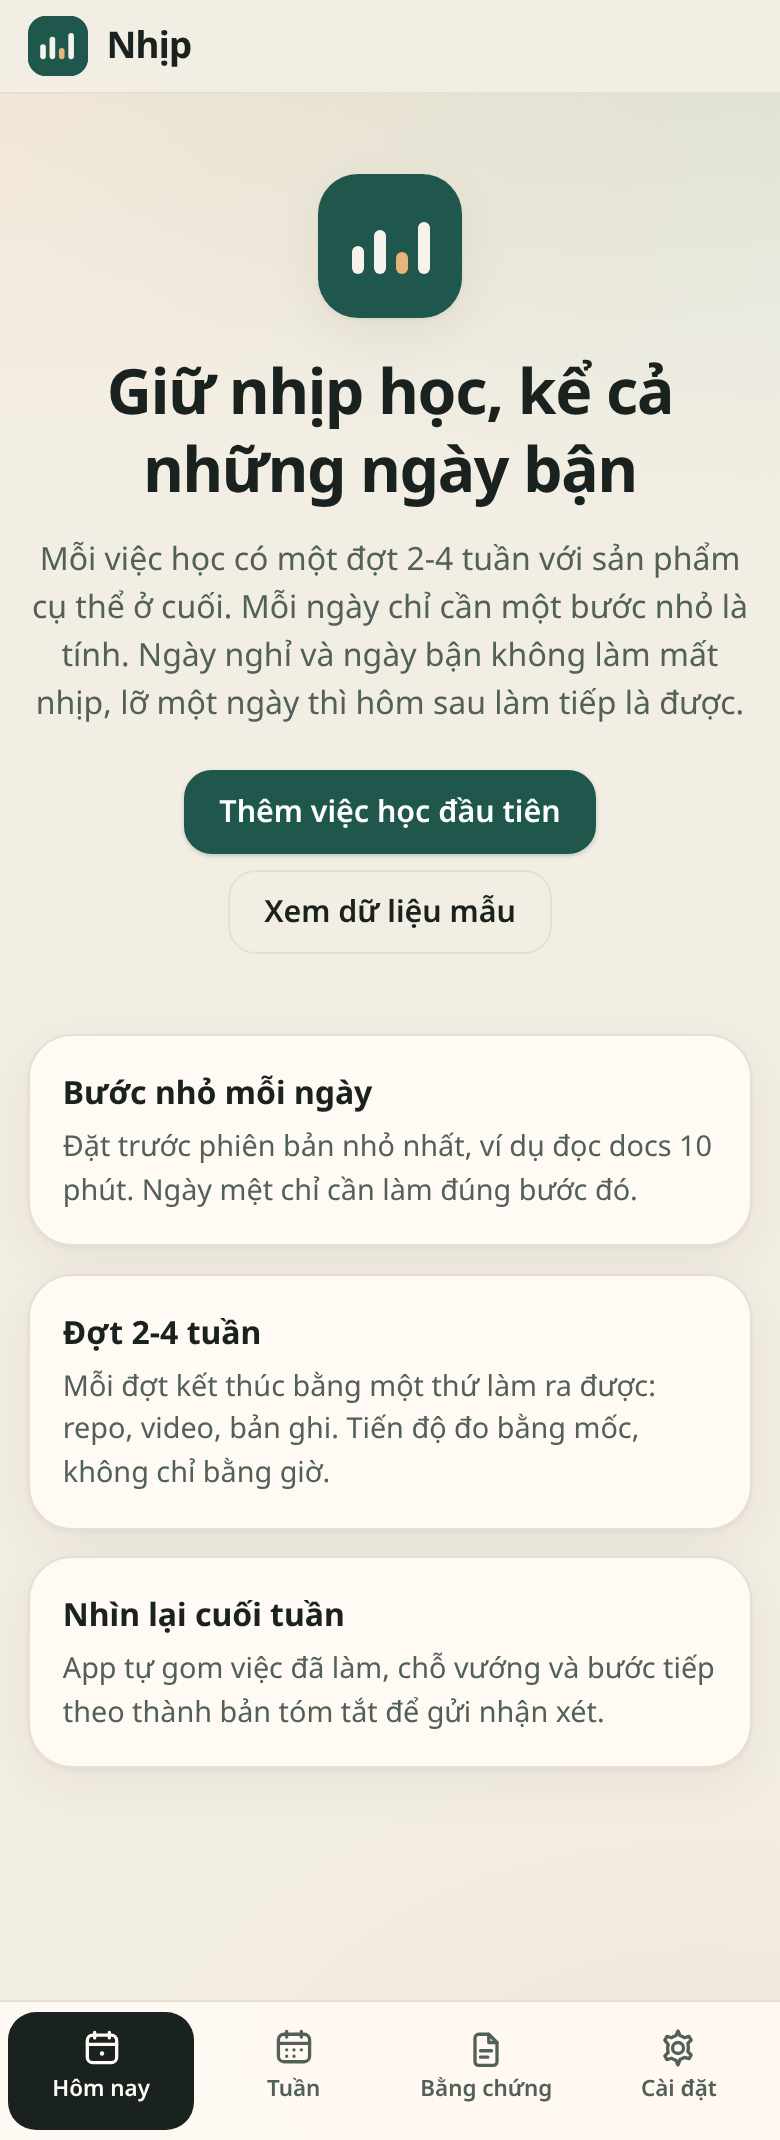 Nhịp
Giữ nhịp học, kể cả
những ngày bận
Mỗi việc học có một đợt 2-4 tuần với sản phẩm
cụ thể ở cuối. Mỗi ngày chỉ cần một bước nhỏ là
tính. Ngày nghỉ và ngày bận không làm mất
nhịp, lỡ một ngày thì hôm sau làm tiếp là được.
Thêm việc học đầu tiên
Xem dữ liệu mẫu
Bước nhỏ mỗi ngày
Đặt trước phiên bản nhỏ nhất, ví dụ đọc docs 10
phút. Ngày mệt chỉ cần làm đúng bước đó.
Đợt 2-4 tuần
Mỗi đợt kết thúc bằng một thứ làm ra được:
repo, video, bản ghi. Tiến độ đo bằng mốc,
không chỉ bằng giờ.
Nhìn lại cuối tuần
App tự gom việc đã làm, chỗ vướng và bước tiếp
theo thành bản tóm tắt để gửi nhận xét.
Hôm nay
Tuần
Bằng chứng
Cài đặt